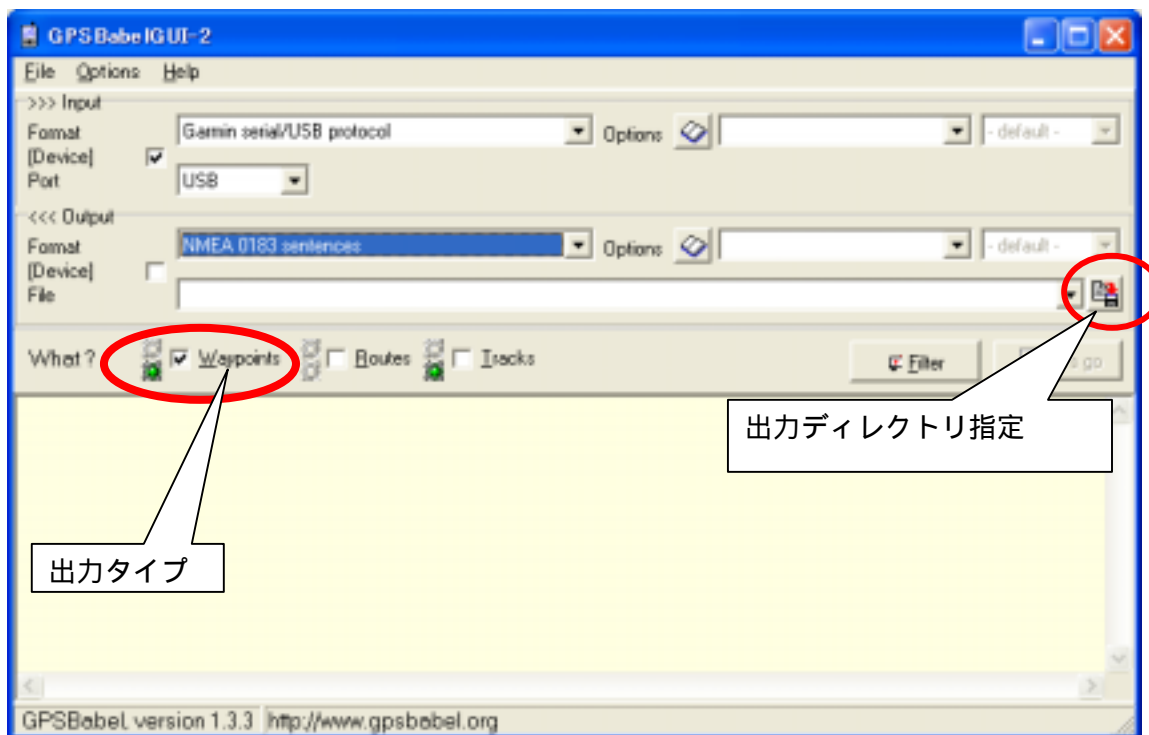 GPSBabelGUI-2
File Options Help
>>> Input
Format Garmin serial/USB protocol Options - default -
[Device]
Port USB
<<< Output
Format NMEA 0183 sentences Options - default -
[Device]
File
What ? Waypoints Routes Tracks Filter go
出力ディレクトリ指定
出力タイプ
GPSBabel, version 1.3.3 http://www.gpsbabel.org